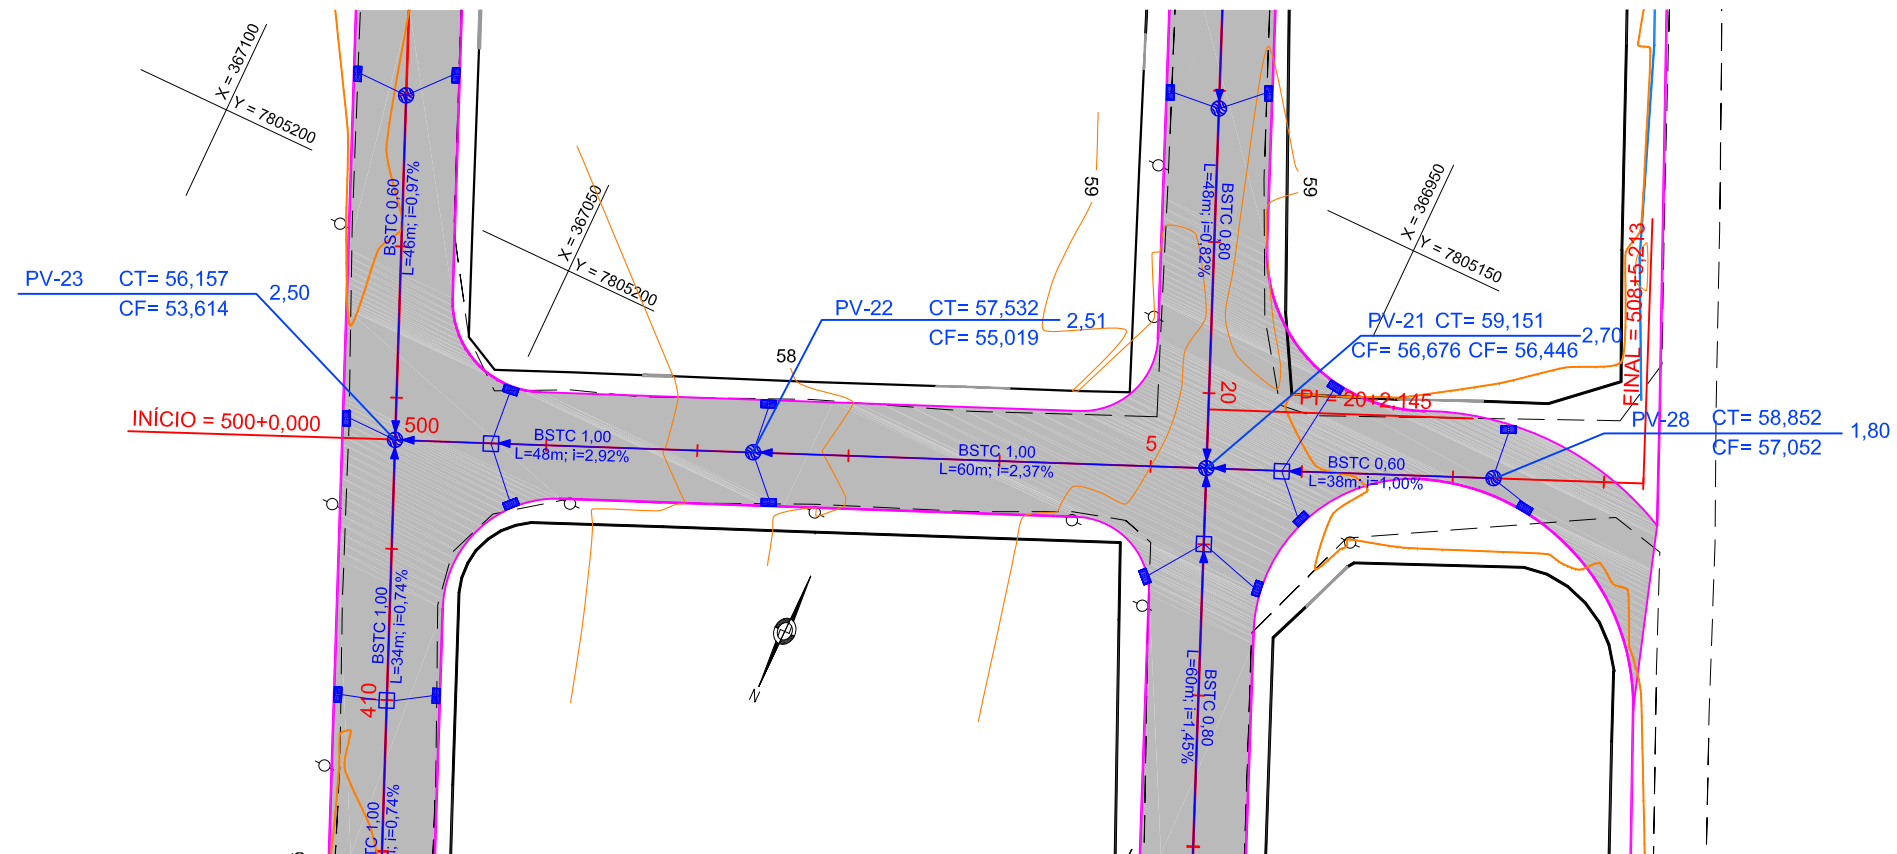 X = 367100
Y = 7805200
BSTC 0,60
L=46m; i=0,97%
PV-23 CT= 56,157
CF= 53,614
2,50
INÍCIO = 500+0,000
500
X = 367050
Y = 7805200
58
PV-22 CT= 57,532
CF= 55,019
2,51
59
BSTC 0,80
L=48m; i=0,82%
59
X = 366950
Y = 7805150
PV-21 CT= 59,151
CF= 56,676 CF= 56,446
2,70
FINAL = 508+5,213
20
PI = 20+2,145
PV-28 CT= 58,852
CF= 57,052
1,80
BSTC 1,00
L=48m; i=2,92%
BSTC 1,00
L=60m; i=2,37%
5
BSTC 0,60
L=38m; i=1,00%
BSTC 1,00
L=34m; i=0,74%
410
N
BSTC 0,80
L=60m; i=1,45%
TC 1,00
i=0,74%